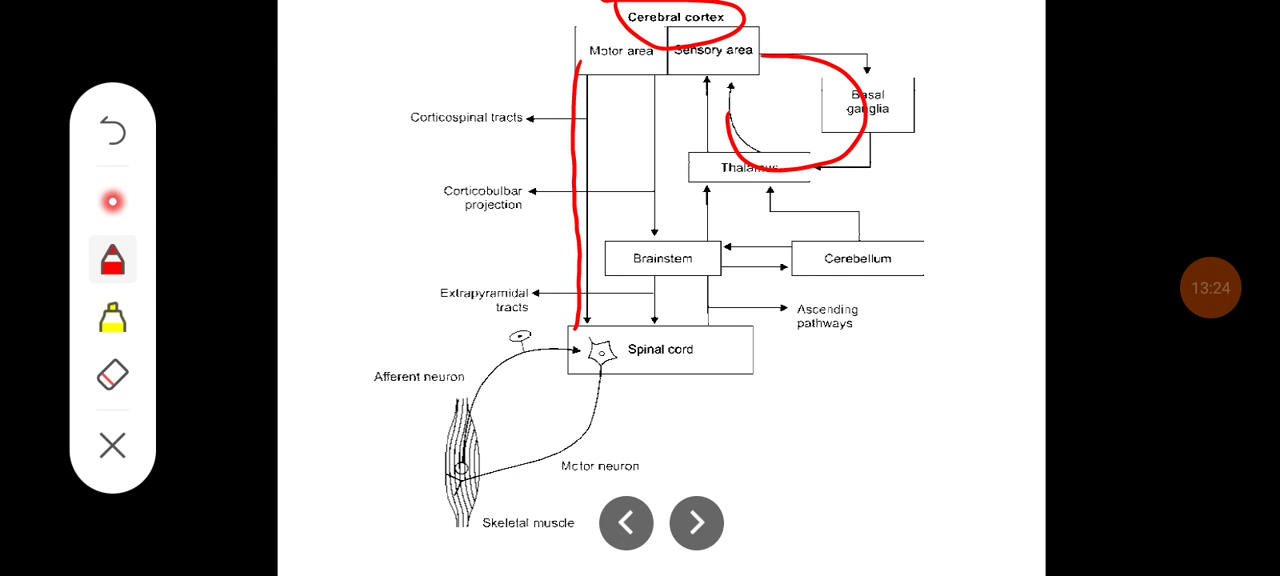 Cerebral cortex
Motor area
Sensory area
Basal
ganglia
Corticospinal tracts
Thalamus
Corticobulbar
projection
Brainstem
Cerebellum
Extrapyramidal
tracts
Ascending
pathways
Spinal cord
Afferent neuron
Motor neuron
Skeletal muscle
13:24